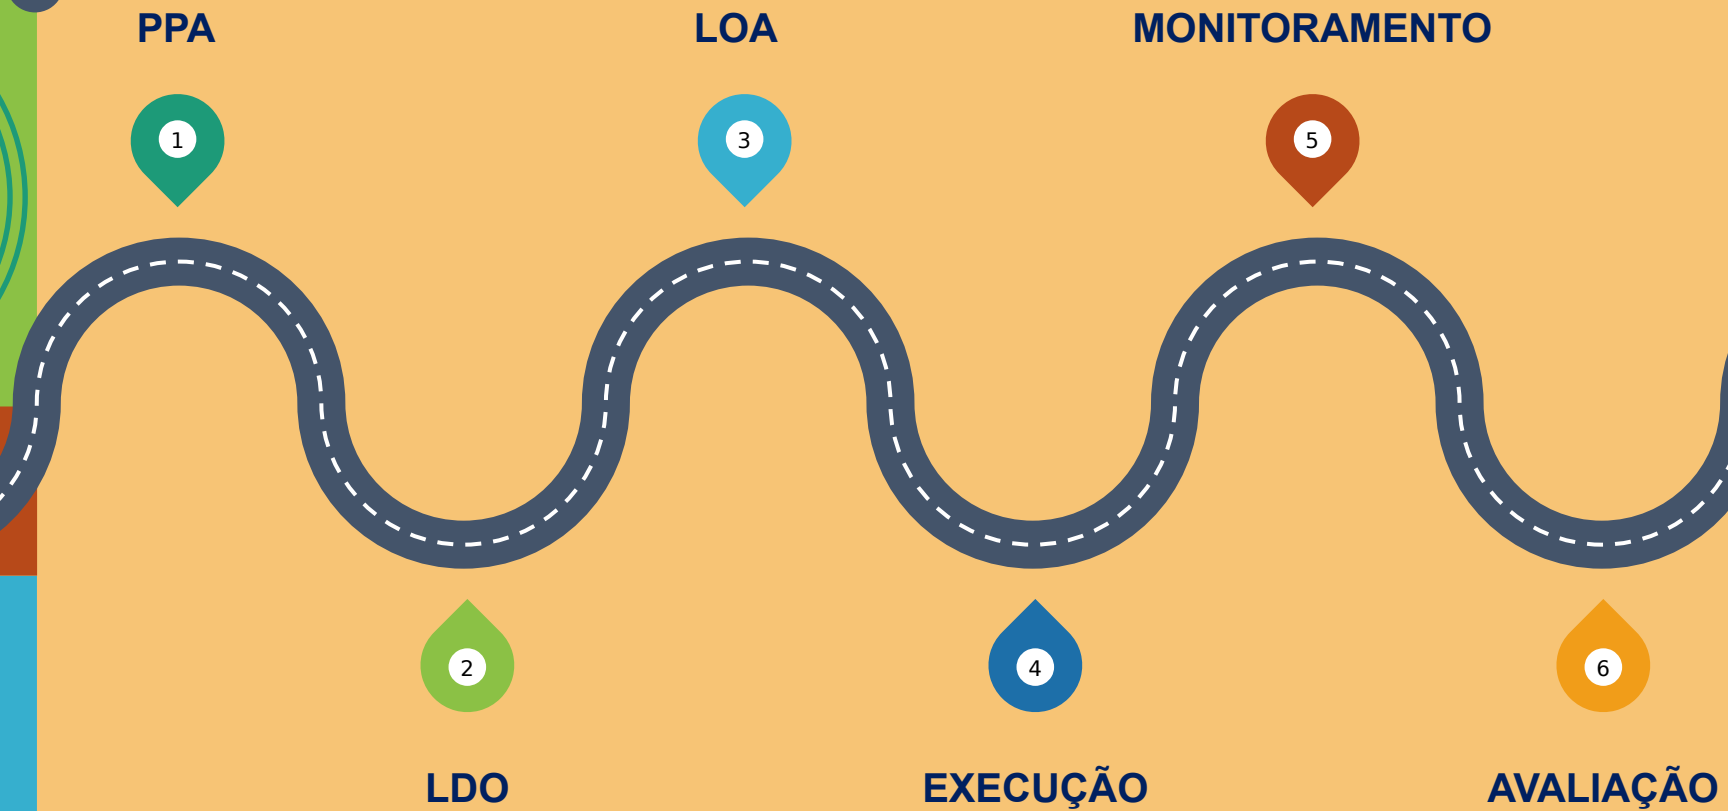 PPA
LOA
MONITORAMENTO
1
3
5
2
4
6
LDO
EXECUÇÃO
AVALIAÇÃO